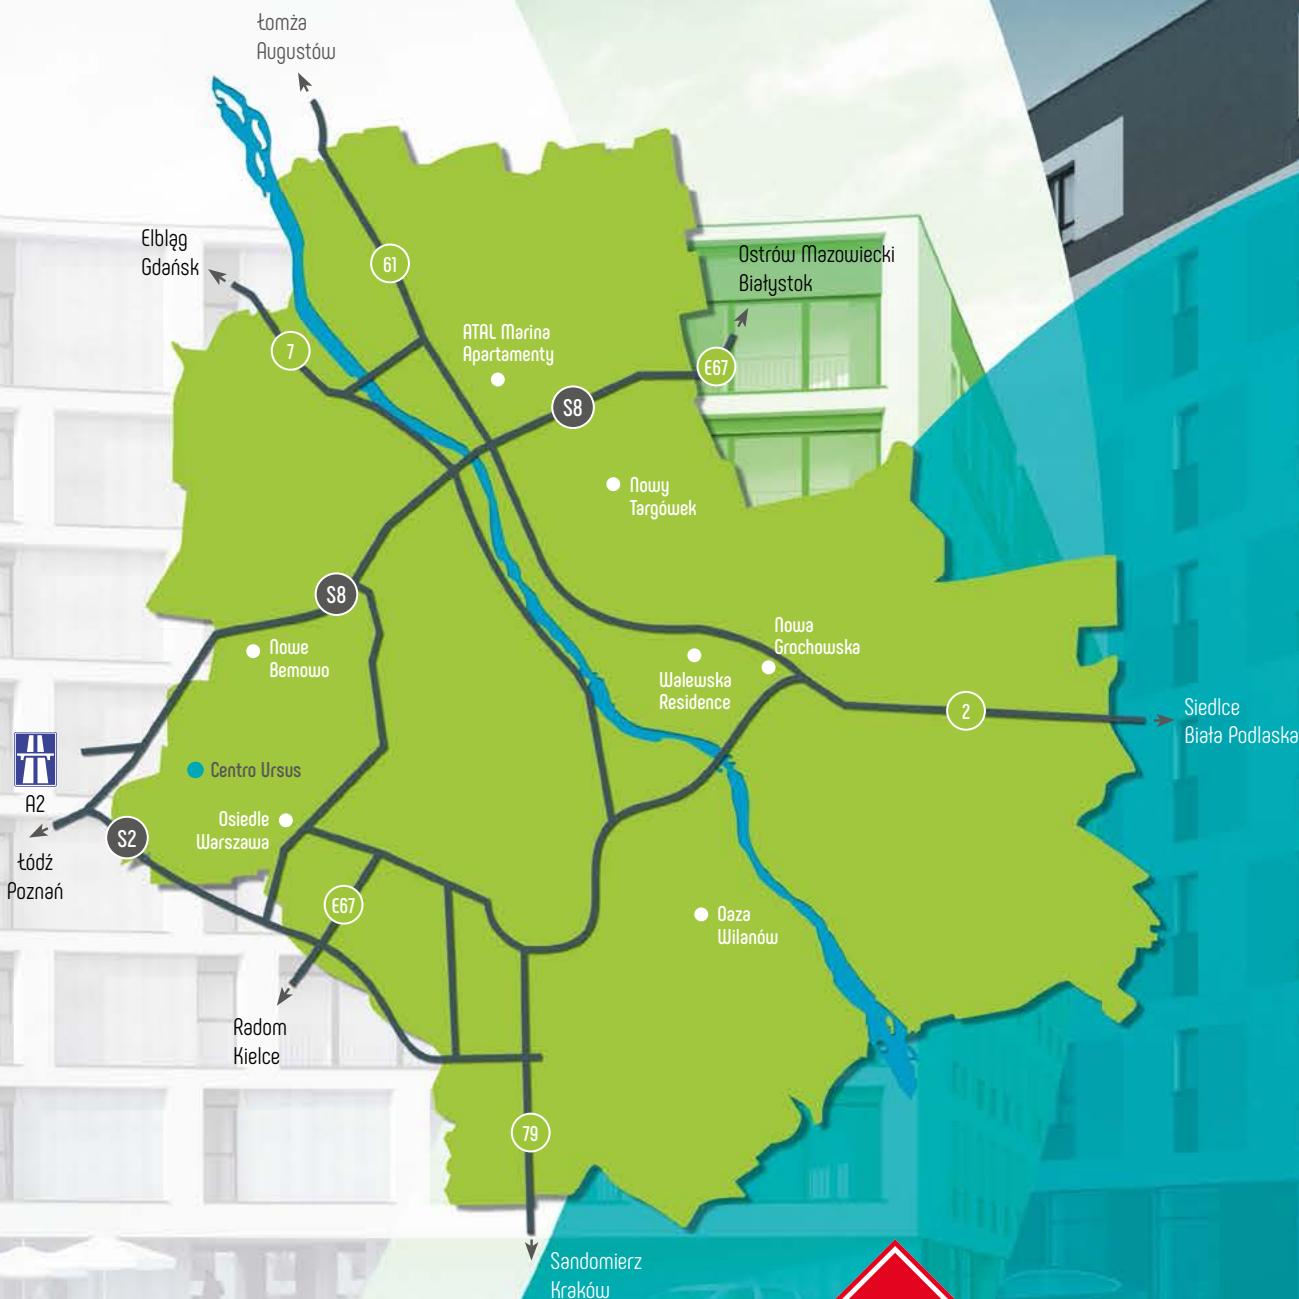 Łomża
Augustów
Elbląg
Gdańsk
61
Ostrów Mazowiecki
Białystok
7
ATAL Marina
Apartamenty
E67
S8
Nowy
Targówek
S8
Nowe
Bemowo
Nowa
Grochowska
Walewska
Residence
2
Siedlce
Biała Podlaska
Centro Ursus
A2
Osiedle
Warszawa
S2
Łódź
Poznań
E67
Oaza
Wilanów
Radom
Kielce
79
Sandomierz
Kraków